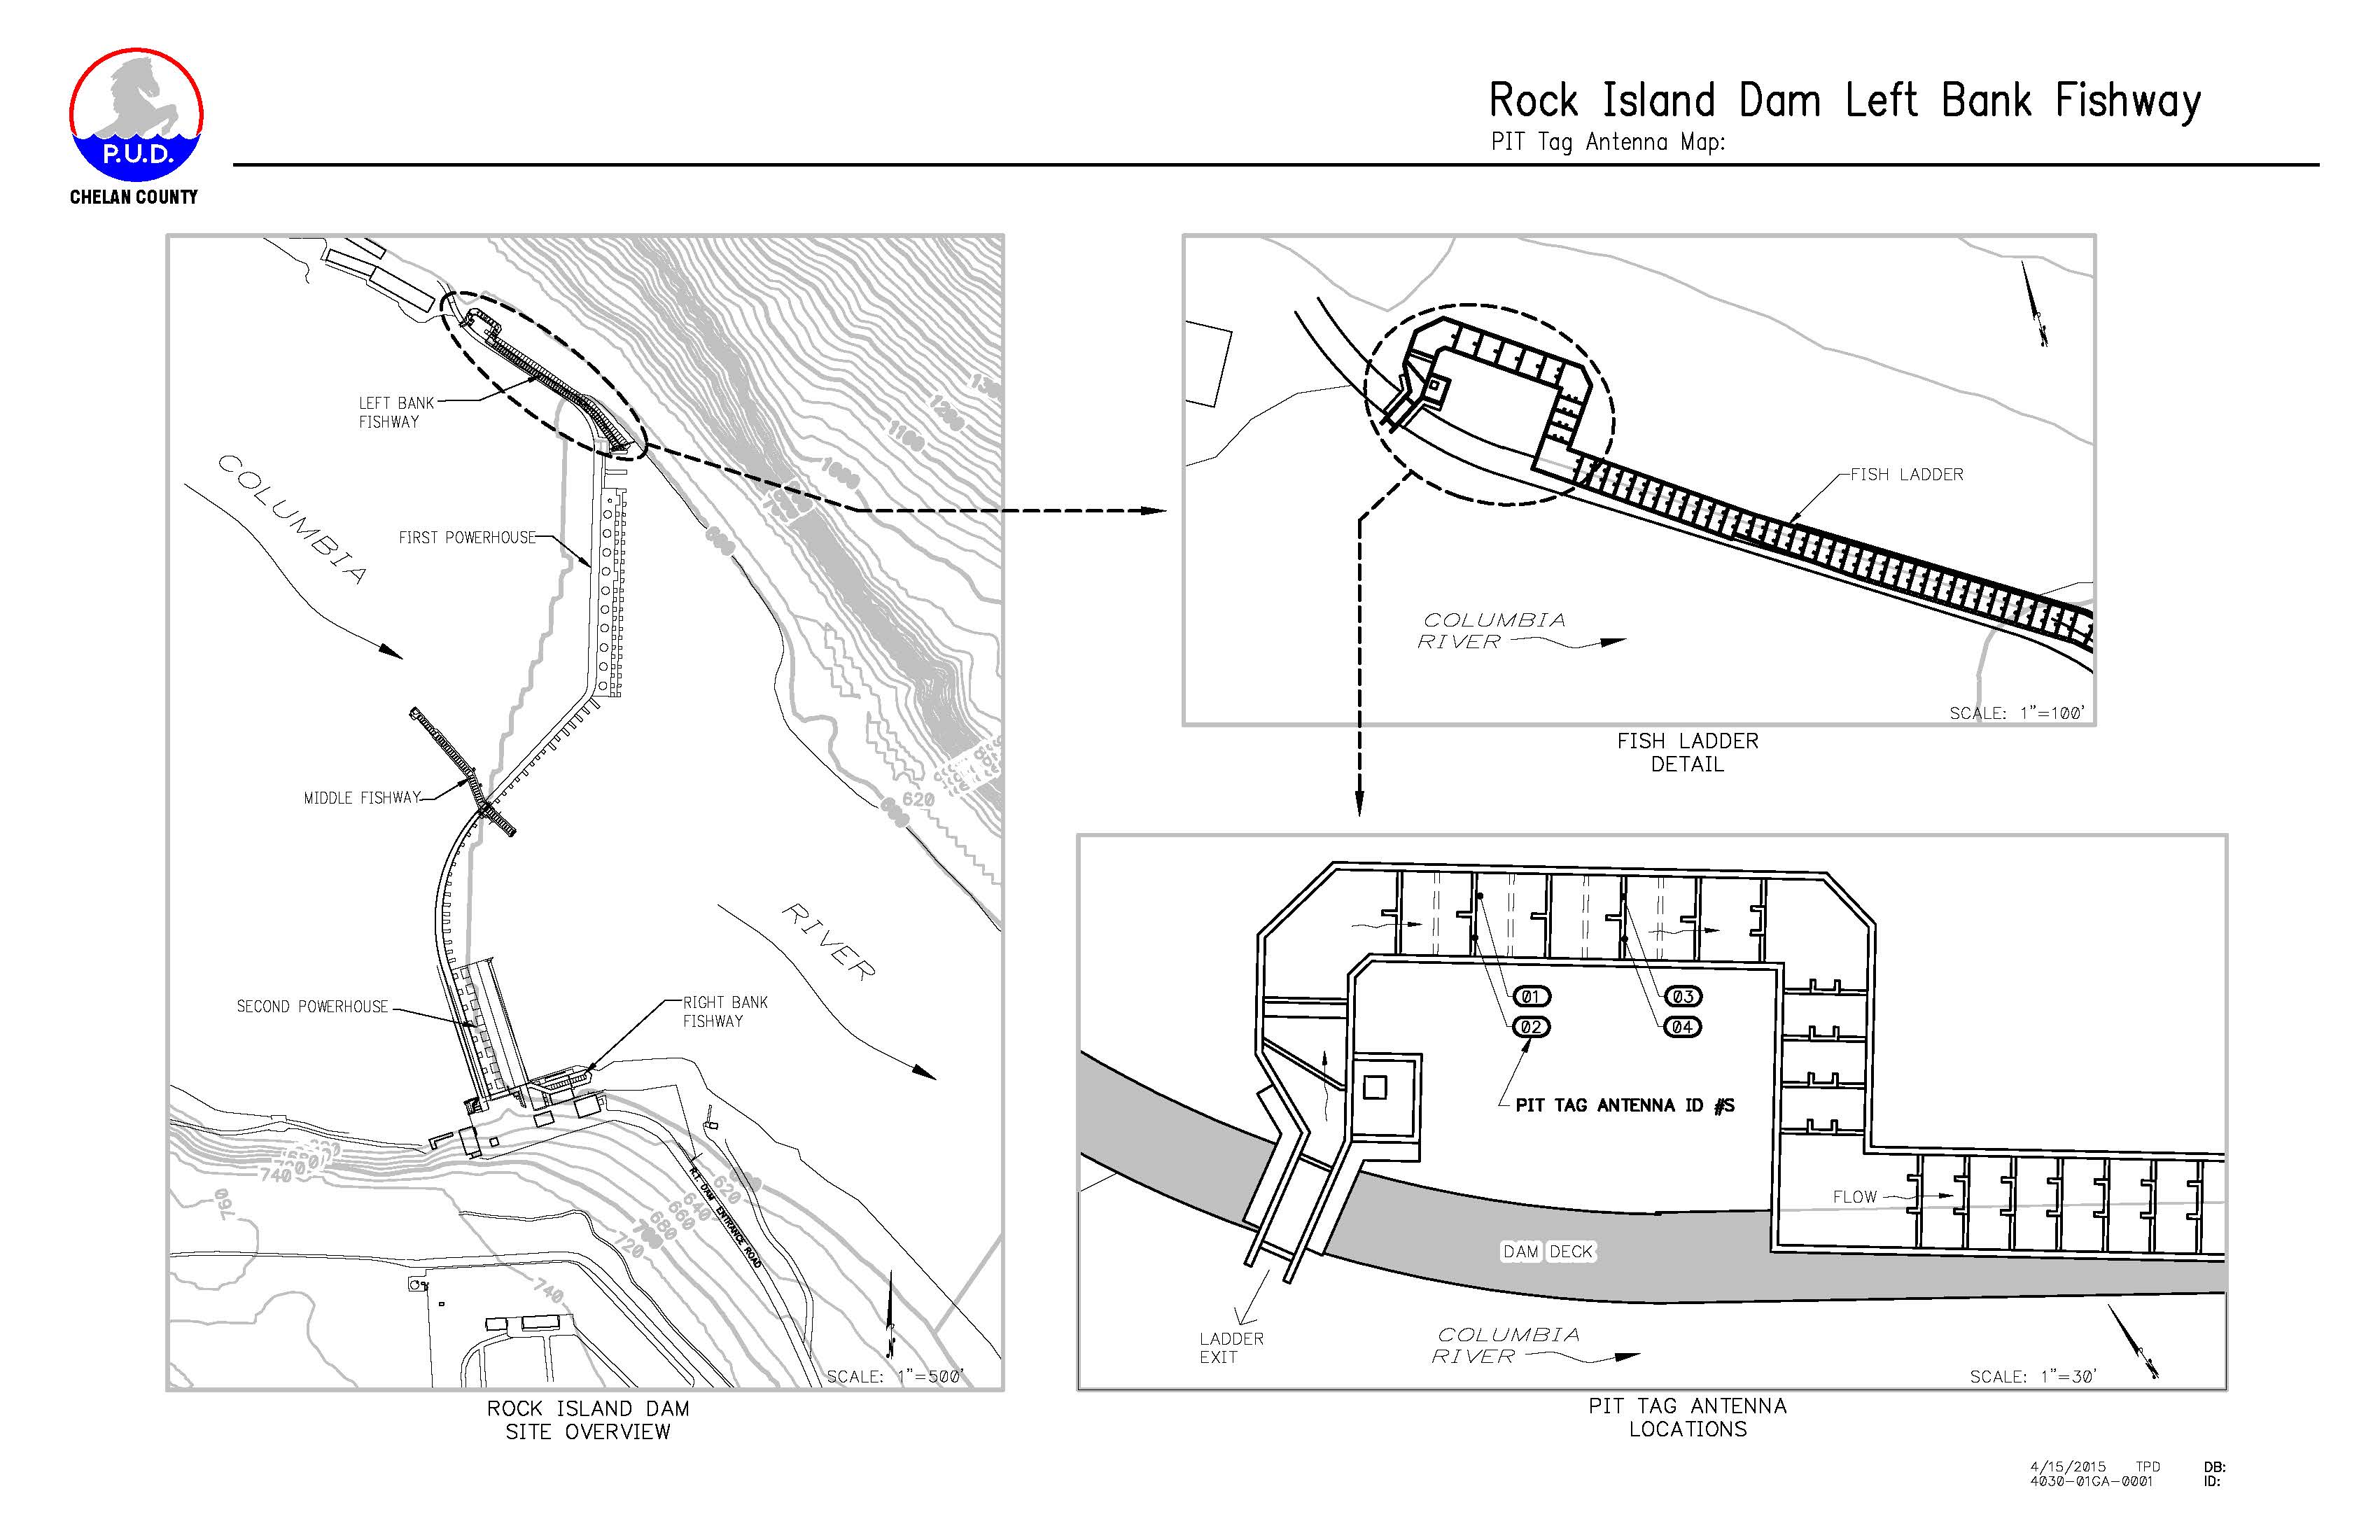 Rock Island Dam Left Bank Fishway
PIT Tag Antenna Map:
P.U.D.
CHELAN COUNTY
LEFT BANK
FISHWAY
COLUMBIA
FIRST POWERHOUSE
MIDDLE FISHWAY
SECOND POWERHOUSE
RIGHT BANK
FISHWAY
RIVER
1300
1200
1100
1000
600
620
600
740
760
620
640
660
680
700
720
740
R.I. DAM ENTRANCE ROAD
SCALE: 1"=500'
ROCK ISLAND DAM
SITE OVERVIEW
FISH LADDER
COLUMBIA
RIVER
SCALE: 1"=100'
FISH LADDER
DETAIL
01
03
02
04
PIT TAG ANTENNA ID #S
FLOW
DAM DECK
LADDER
EXIT
COLUMBIA
RIVER
SCALE: 1"=30'
PIT TAG ANTENNA
LOCATIONS
4/15/2015 TPD DB:
4030-01GA-0001 ID: